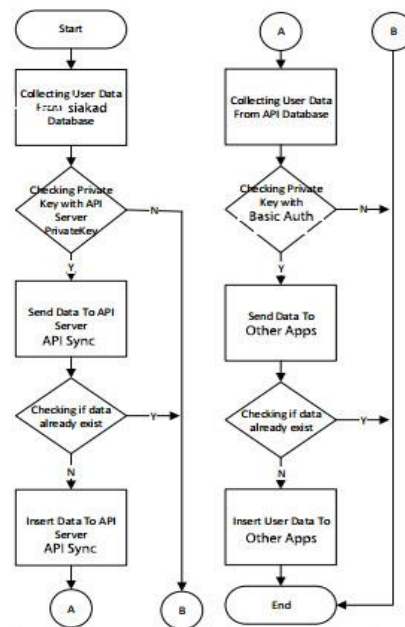 Start
Collecting User Data
From siakad
Database
Checking Private
Key with API
Server
PrivateKey
N
Y
Send Data To API
Server
API Sync
Checking if data
already exist
Y
N
Insert Data To API
Server
API Sync
A
B
A
B
Collecting User Data
From API Database
Checking Private
Key with
Basic Auth
N
Y
Send Data To
Other Apps
Checking if data
already exist
Y
N
Insert User Data To
Other Apps
End